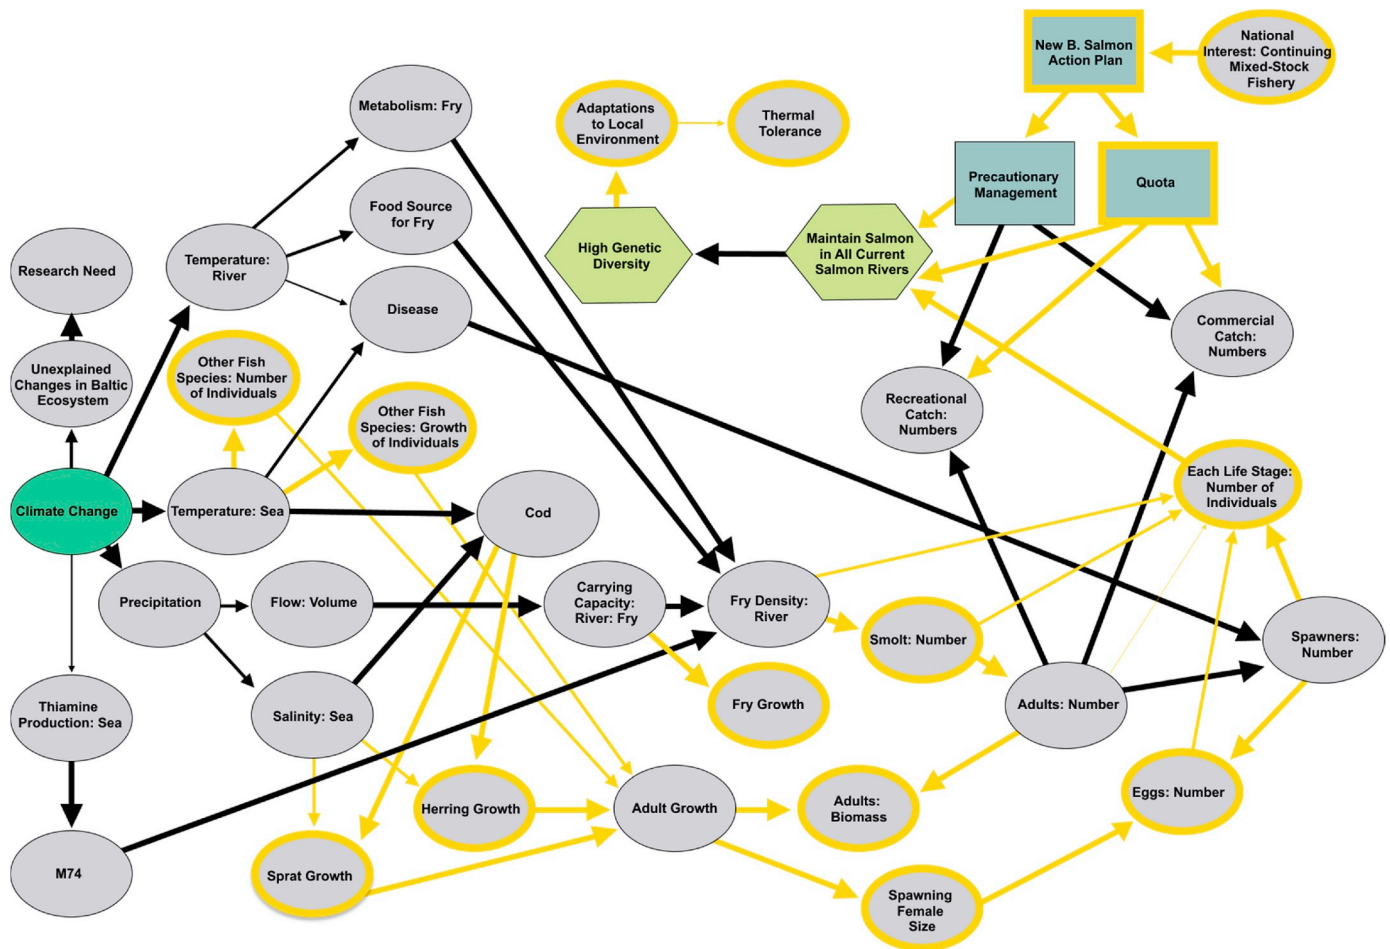 New B. Salmon
Action Plan
National
Interest: Continuing
Mixed-Stock
Fishery
Metabolism: Fry
Adaptations
to Local
Environment
Thermal
Tolerance
Precautionary
Management
Quota
Food Source
for Fry
High Genetic
Diversity
Maintain Salmon
in All Current
Salmon Rivers
Research Need
Temperature:
River
Disease
Commercial
Catch:
Numbers
Unexplained
Changes in Baltic
Ecosystem
Other Fish
Species: Number
of Individuals
Other Fish
Species: Growth
of Individuals
Recreational
Catch:
Numbers
Each Life Stage:
Number of
Individuals
Climate Change
Temperature: Sea
Cod
Precipitation
Flow: Volume
Carrying
Capacity:
River: Fry
Fry Density:
River
Smolt: Number
Spawners:
Number
Thiamine
Production: Sea
Salinity: Sea
Fry Growth
Adults: Number
Herring Growth
Adult Growth
Adults:
Biomass
Eggs: Number
M74
Sprat Growth
Spawning
Female
Size